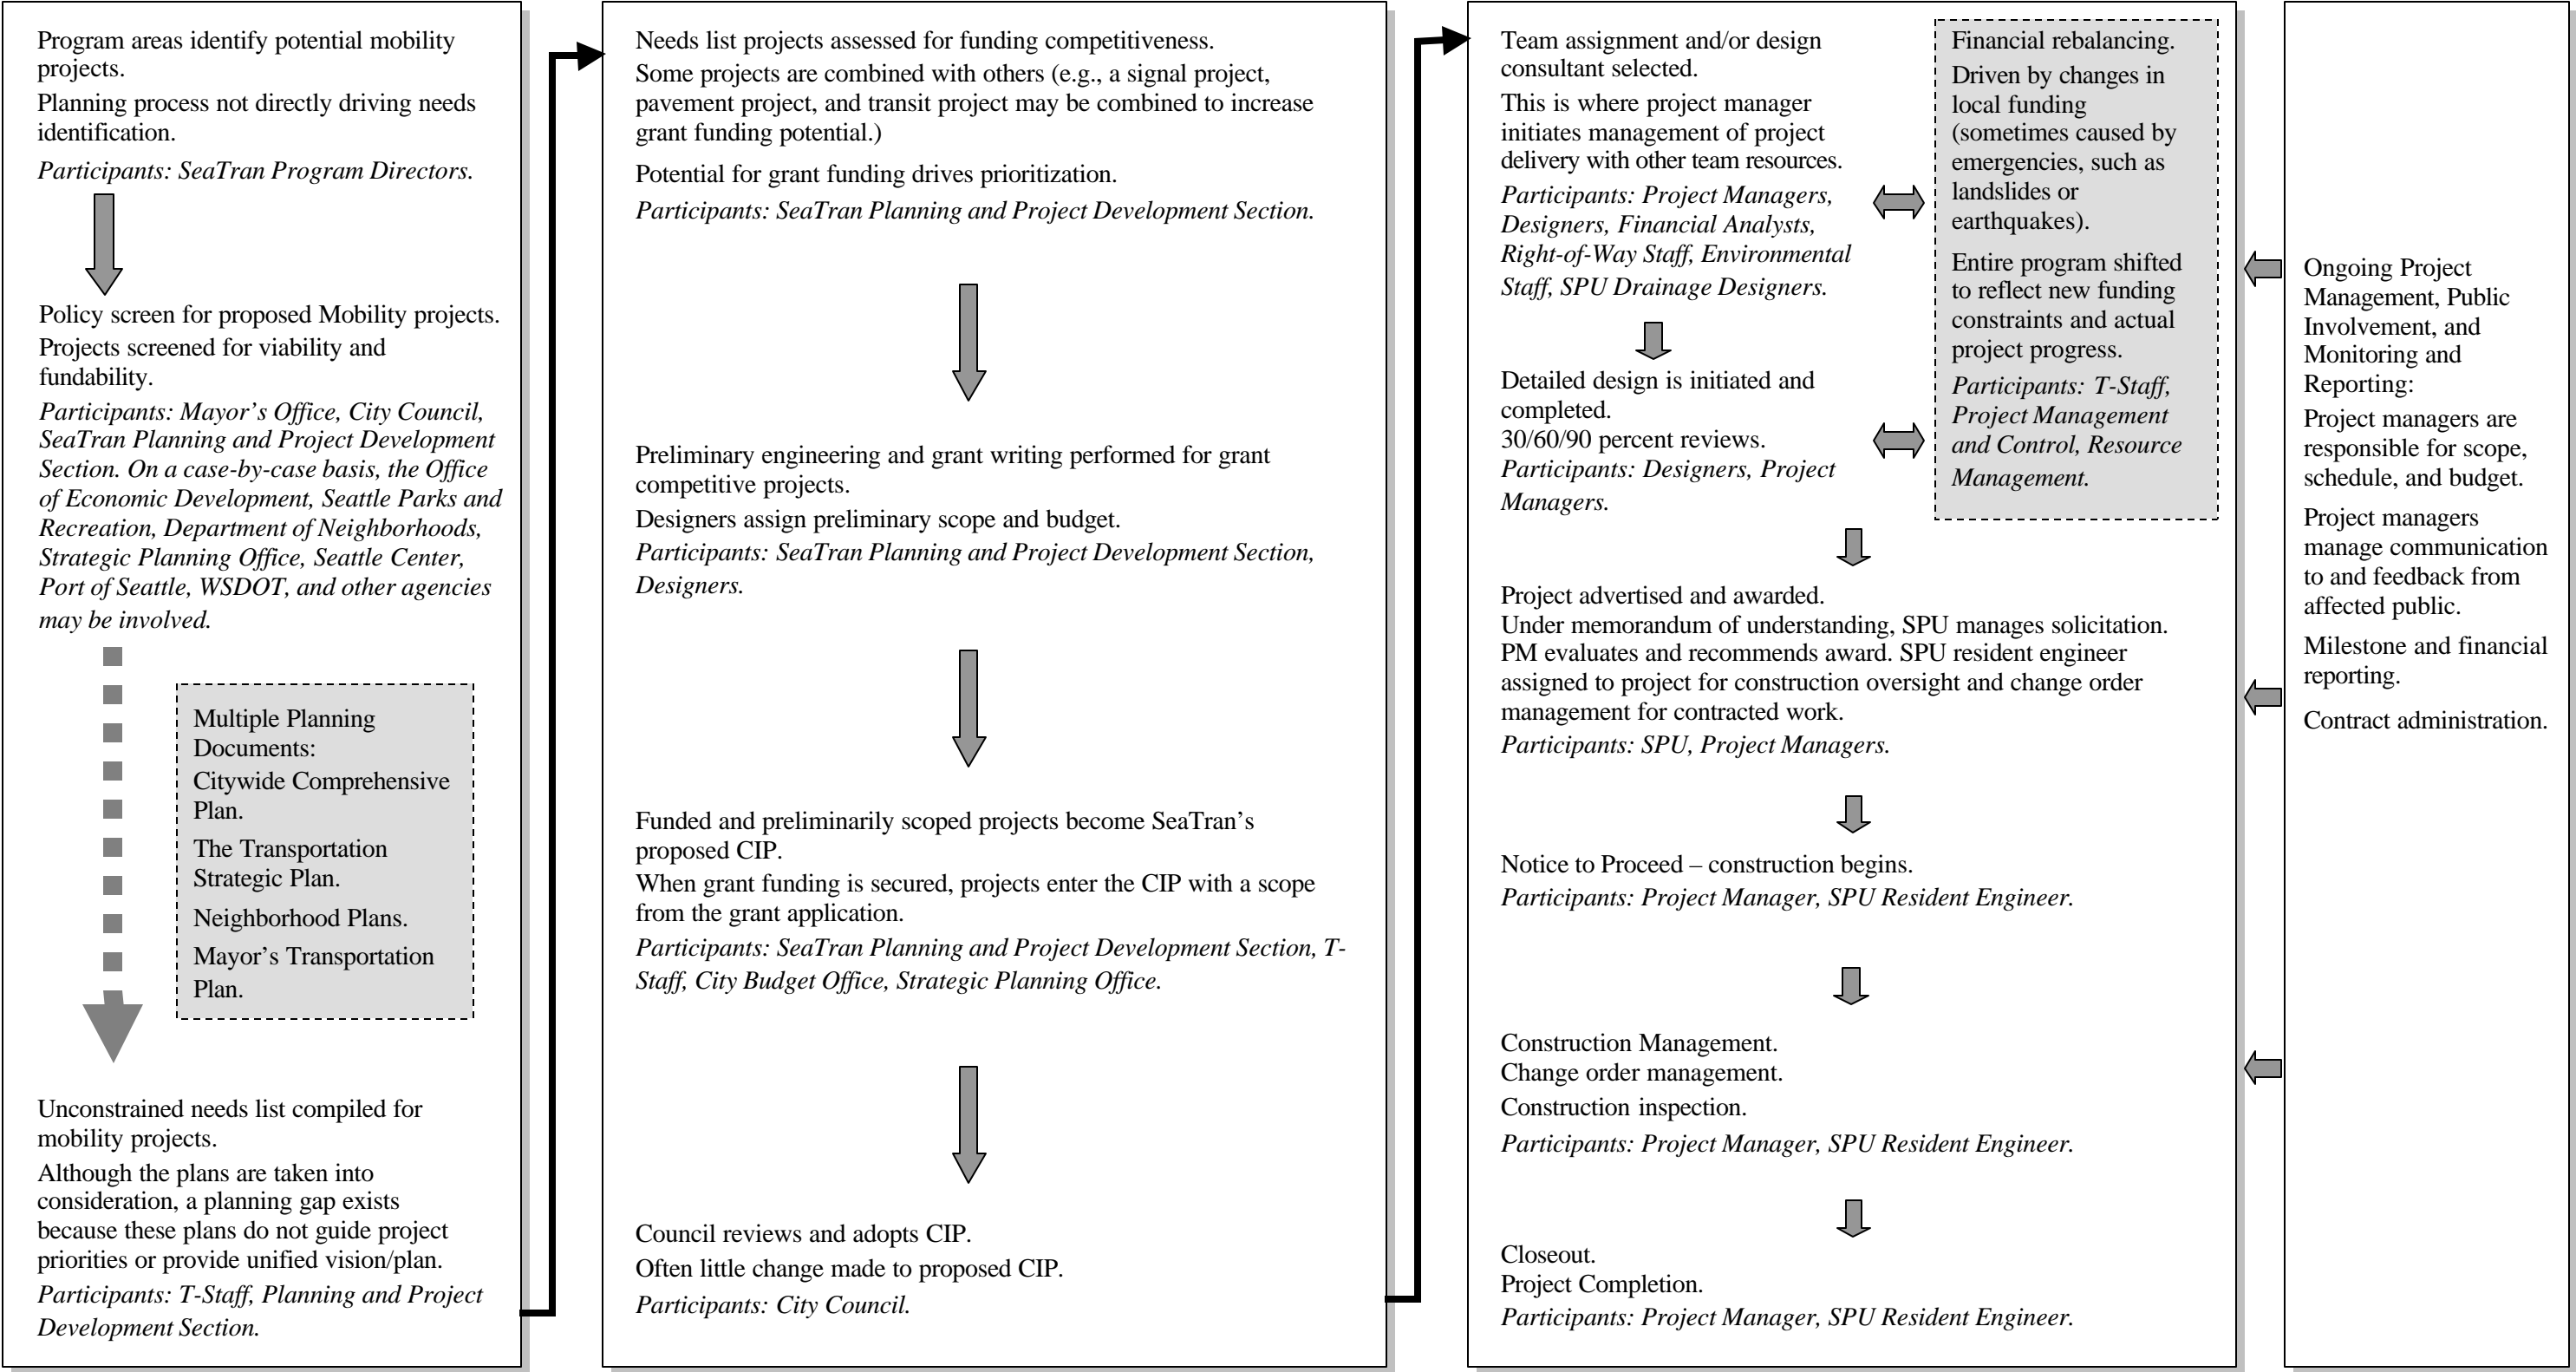 Program areas identify potential mobility
projects.
Planning process not directly driving needs
identification.
Participants: SeaTran Program Directors.
Policy screen for proposed Mobility projects.
Projects screened for viability and
fundability.
Participants: Mayor’s Office, City Council,
SeaTran Planning and Project Development
Section. On a case-by-case basis, the Office
of Economic Development, Seattle Parks and
Recreation, Department of Neighborhoods,
Strategic Planning Office, Seattle Center,
Port of Seattle, WSDOT, and other agencies
may be involved.
Multiple Planning
Documents:
Citywide Comprehensive
Plan.
The Transportation
Strategic Plan.
Neighborhood Plans.
Mayor’s Transportation
Plan.
Unconstrained needs list compiled for
mobility projects.
Although the plans are taken into
consideration, a planning gap exists
because these plans do not guide project
priorities or provide unified vision/plan.
Participants: T-Staff, Planning and Project
Development Section.
Needs list projects assessed for funding competitiveness.
Some projects are combined with others (e.g., a signal project,
pavement project, and transit project may be combined to increase
grant funding potential.)
Potential for grant funding drives prioritization.
Participants: SeaTran Planning and Project Development Section.
Preliminary engineering and grant writing performed for grant
competitive projects.
Designers assign preliminary scope and budget.
Participants: SeaTran Planning and Project Development Section,
Designers.
Funded and preliminarily scoped projects become SeaTran’s
proposed CIP.
When grant funding is secured, projects enter the CIP with a scope
from the grant application.
Participants: SeaTran Planning and Project Development Section, T-
Staff, City Budget Office, Strategic Planning Office.
Council reviews and adopts CIP.
Often little change made to proposed CIP.
Participants: City Council.
Team assignment and/or design
consultant selected.
This is where project manager
initiates management of project
delivery with other team resources.
Participants: Project Managers,
Designers, Financial Analysts,
Right-of-Way Staff, Environmental
Staff, SPU Drainage Designers.
Detailed design is initiated and
completed.
30/60/90 percent reviews.
Participants: Designers, Project
Managers.
Financial rebalancing.
Driven by changes in
local funding
(sometimes caused by
emergencies, such as
landslides or
earthquakes).
Entire program shifted
to reflect new funding
constraints and actual
project progress.
Participants: T-Staff,
Project Management
and Control, Resource
Management.
Project advertised and awarded.
Under memorandum of understanding, SPU manages solicitation.
PM evaluates and recommends award. SPU resident engineer
assigned to project for construction oversight and change order
management for contracted work.
Participants: SPU, Project Managers.
Notice to Proceed – construction begins.
Participants: Project Manager, SPU Resident Engineer.
Construction Management.
Change order management.
Construction inspection.
Participants: Project Manager, SPU Resident Engineer.
Closeout.
Project Completion.
Participants: Project Manager, SPU Resident Engineer.
Ongoing Project
Management, Public
Involvement, and
Monitoring and
Reporting:
Project managers are
responsible for scope,
schedule, and budget.
Project managers
manage communication
to and feedback from
affected public.
Milestone and financial
reporting.
Contract administration.